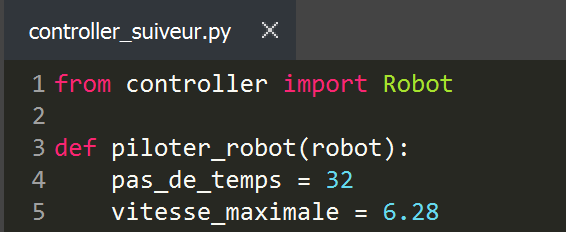 controller_suiveur.py ×
1 from controller import Robot
2
3 def piloter_robot(robot):
4     pas_de_temps = 32
5     vitesse_maximale = 6.28